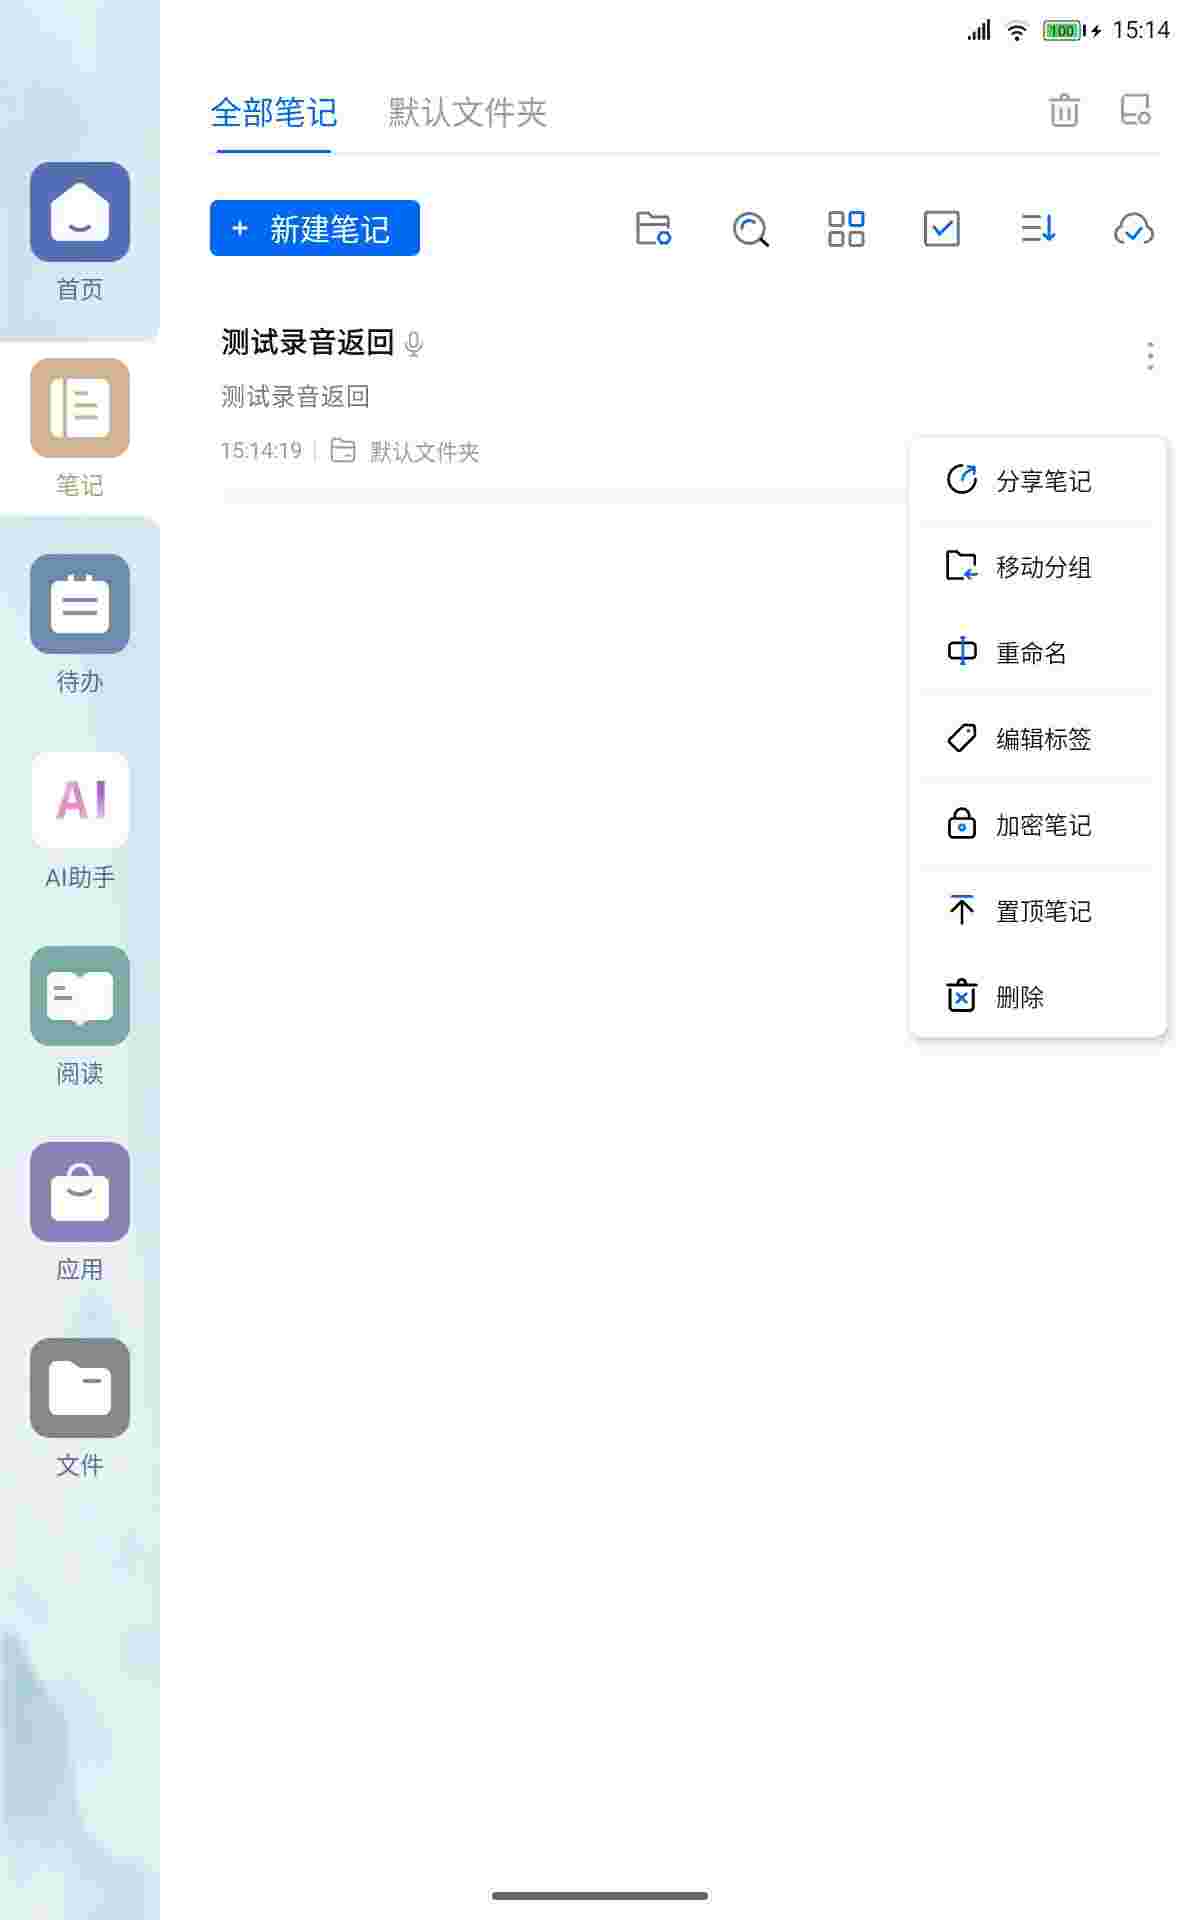 100 15:14
全部笔记 默认文件夹
+ 新建笔记
首页
笔记
待办
AI
AI助手
阅读
应用
文件
测试录音返回
测试录音返回
15:14:19 默认文件夹
分享笔记
移动分组
重命名
编辑标签
加密笔记
置顶笔记
删除